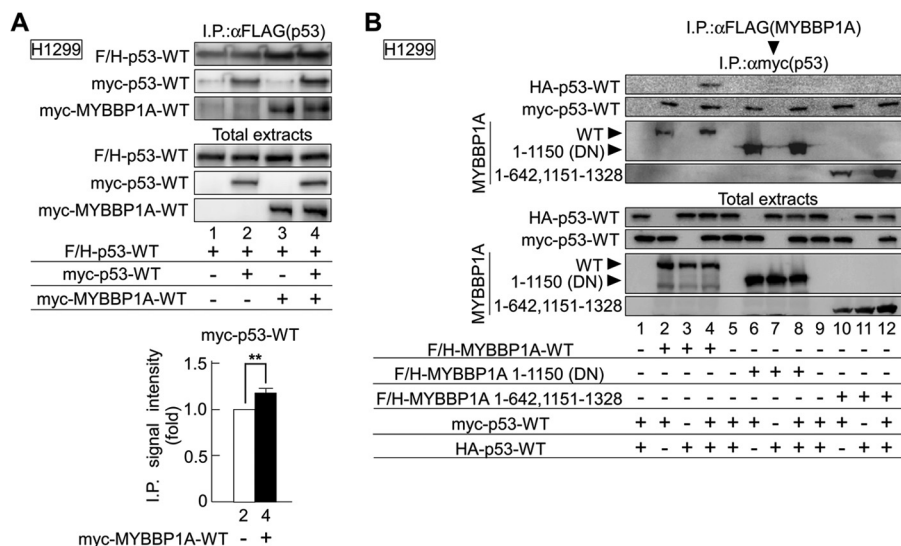 A
H1299
I.P.:αFLAG(p53)
F/H-p53-WT
myc-p53-WT
myc-MYBBP1A-WT
Total extracts
F/H-p53-WT
myc-p53-WT
myc-MYBBP1A-WT
1 2 3 4
F/H-p53-WT + + + +
myc-p53-WT - + - +
myc-MYBBP1A-WT - - + +
myc-p53-WT
**
I.P. signal intensity
(fold)
1.5
1.0
0.5
0
2 4
myc-MYBBP1A-WT - +
B
H1299
I.P.:αFLAG(MYBBP1A)
▼
I.P.:αmyc(p53)
HA-p53-WT
myc-p53-WT
MYBBP1A
WT ►
1-1150 (DN) ►
1-642,1151-1328
Total extracts
HA-p53-WT
myc-p53-WT
MYBBP1A
WT ►
1-1150 (DN) ►
1-642,1151-1328
1 2 3 4 5 6 7 8 9 10 11 12
F/H-MYBBP1A-WT - + + + - - - - - - - -
F/H-MYBBP1A 1-1150 (DN) - - - - - + + + - - - -
F/H-MYBBP1A 1-642,1151-1328 - - - - - - - - - + + +
myc-p53-WT + + - + + + - + + + - +
HA-p53-WT + - + + + - + + + - + +